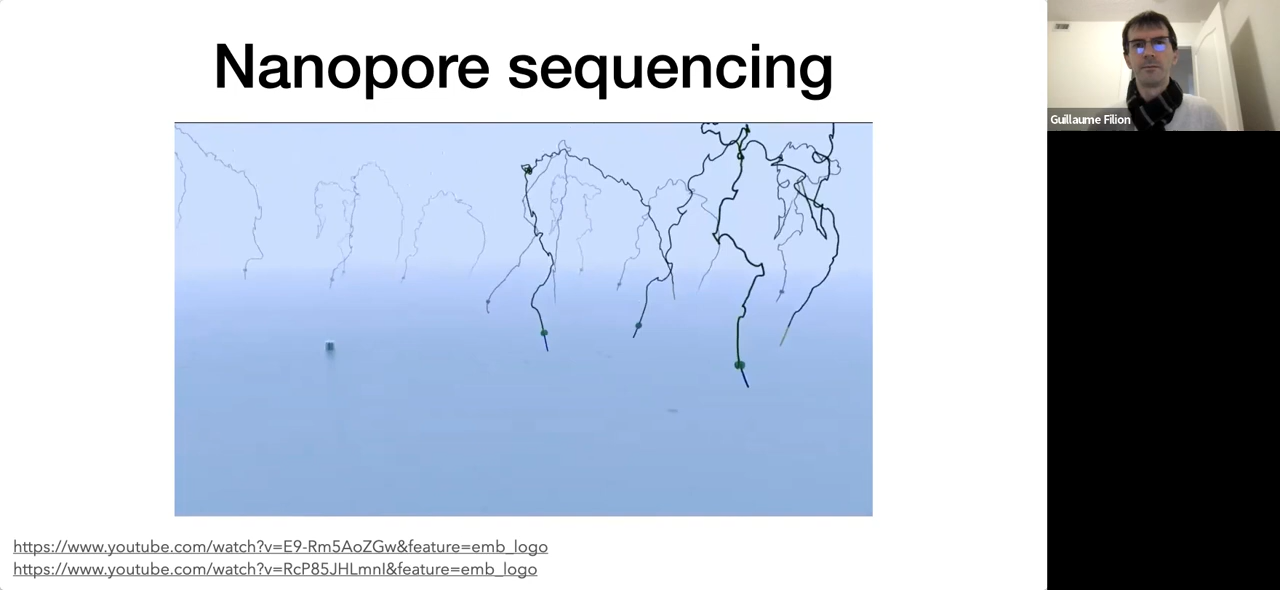 Nanopore sequencing
Guillaume Filion
https://www.youtube.com/watch?v=E9-Rm5AoZGw&feature=emb_logo
https://www.youtube.com/watch?v=RcP85JHLmnI&feature=emb_logo